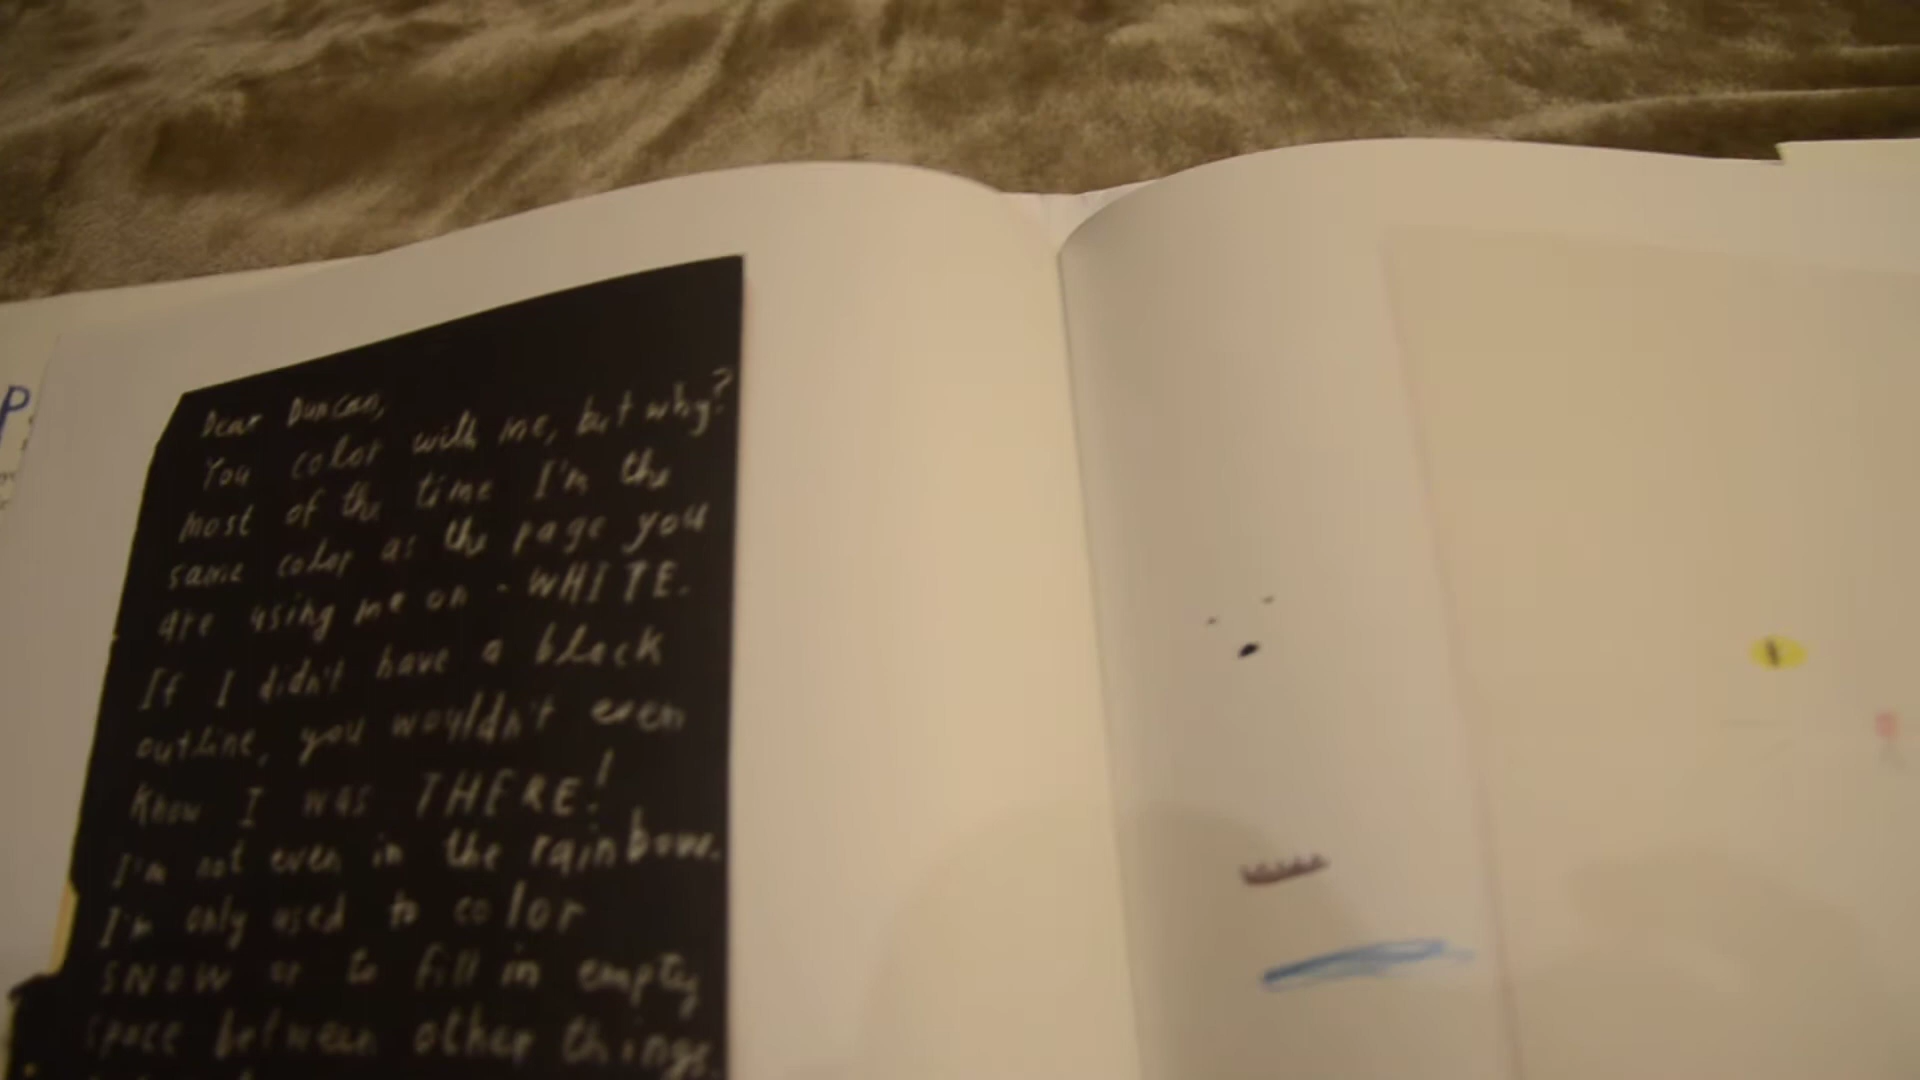 Dear Duncan,
You color with me, but why?
Most of the time I'm the
same color as the page you
are using me on - WHITE.
If I didn't have a black
outline, you wouldn't even
know I was THERE!
I'm not even in the rainbow.
I'm only used to color
SNOW or to fill in empty
space between other things.
P